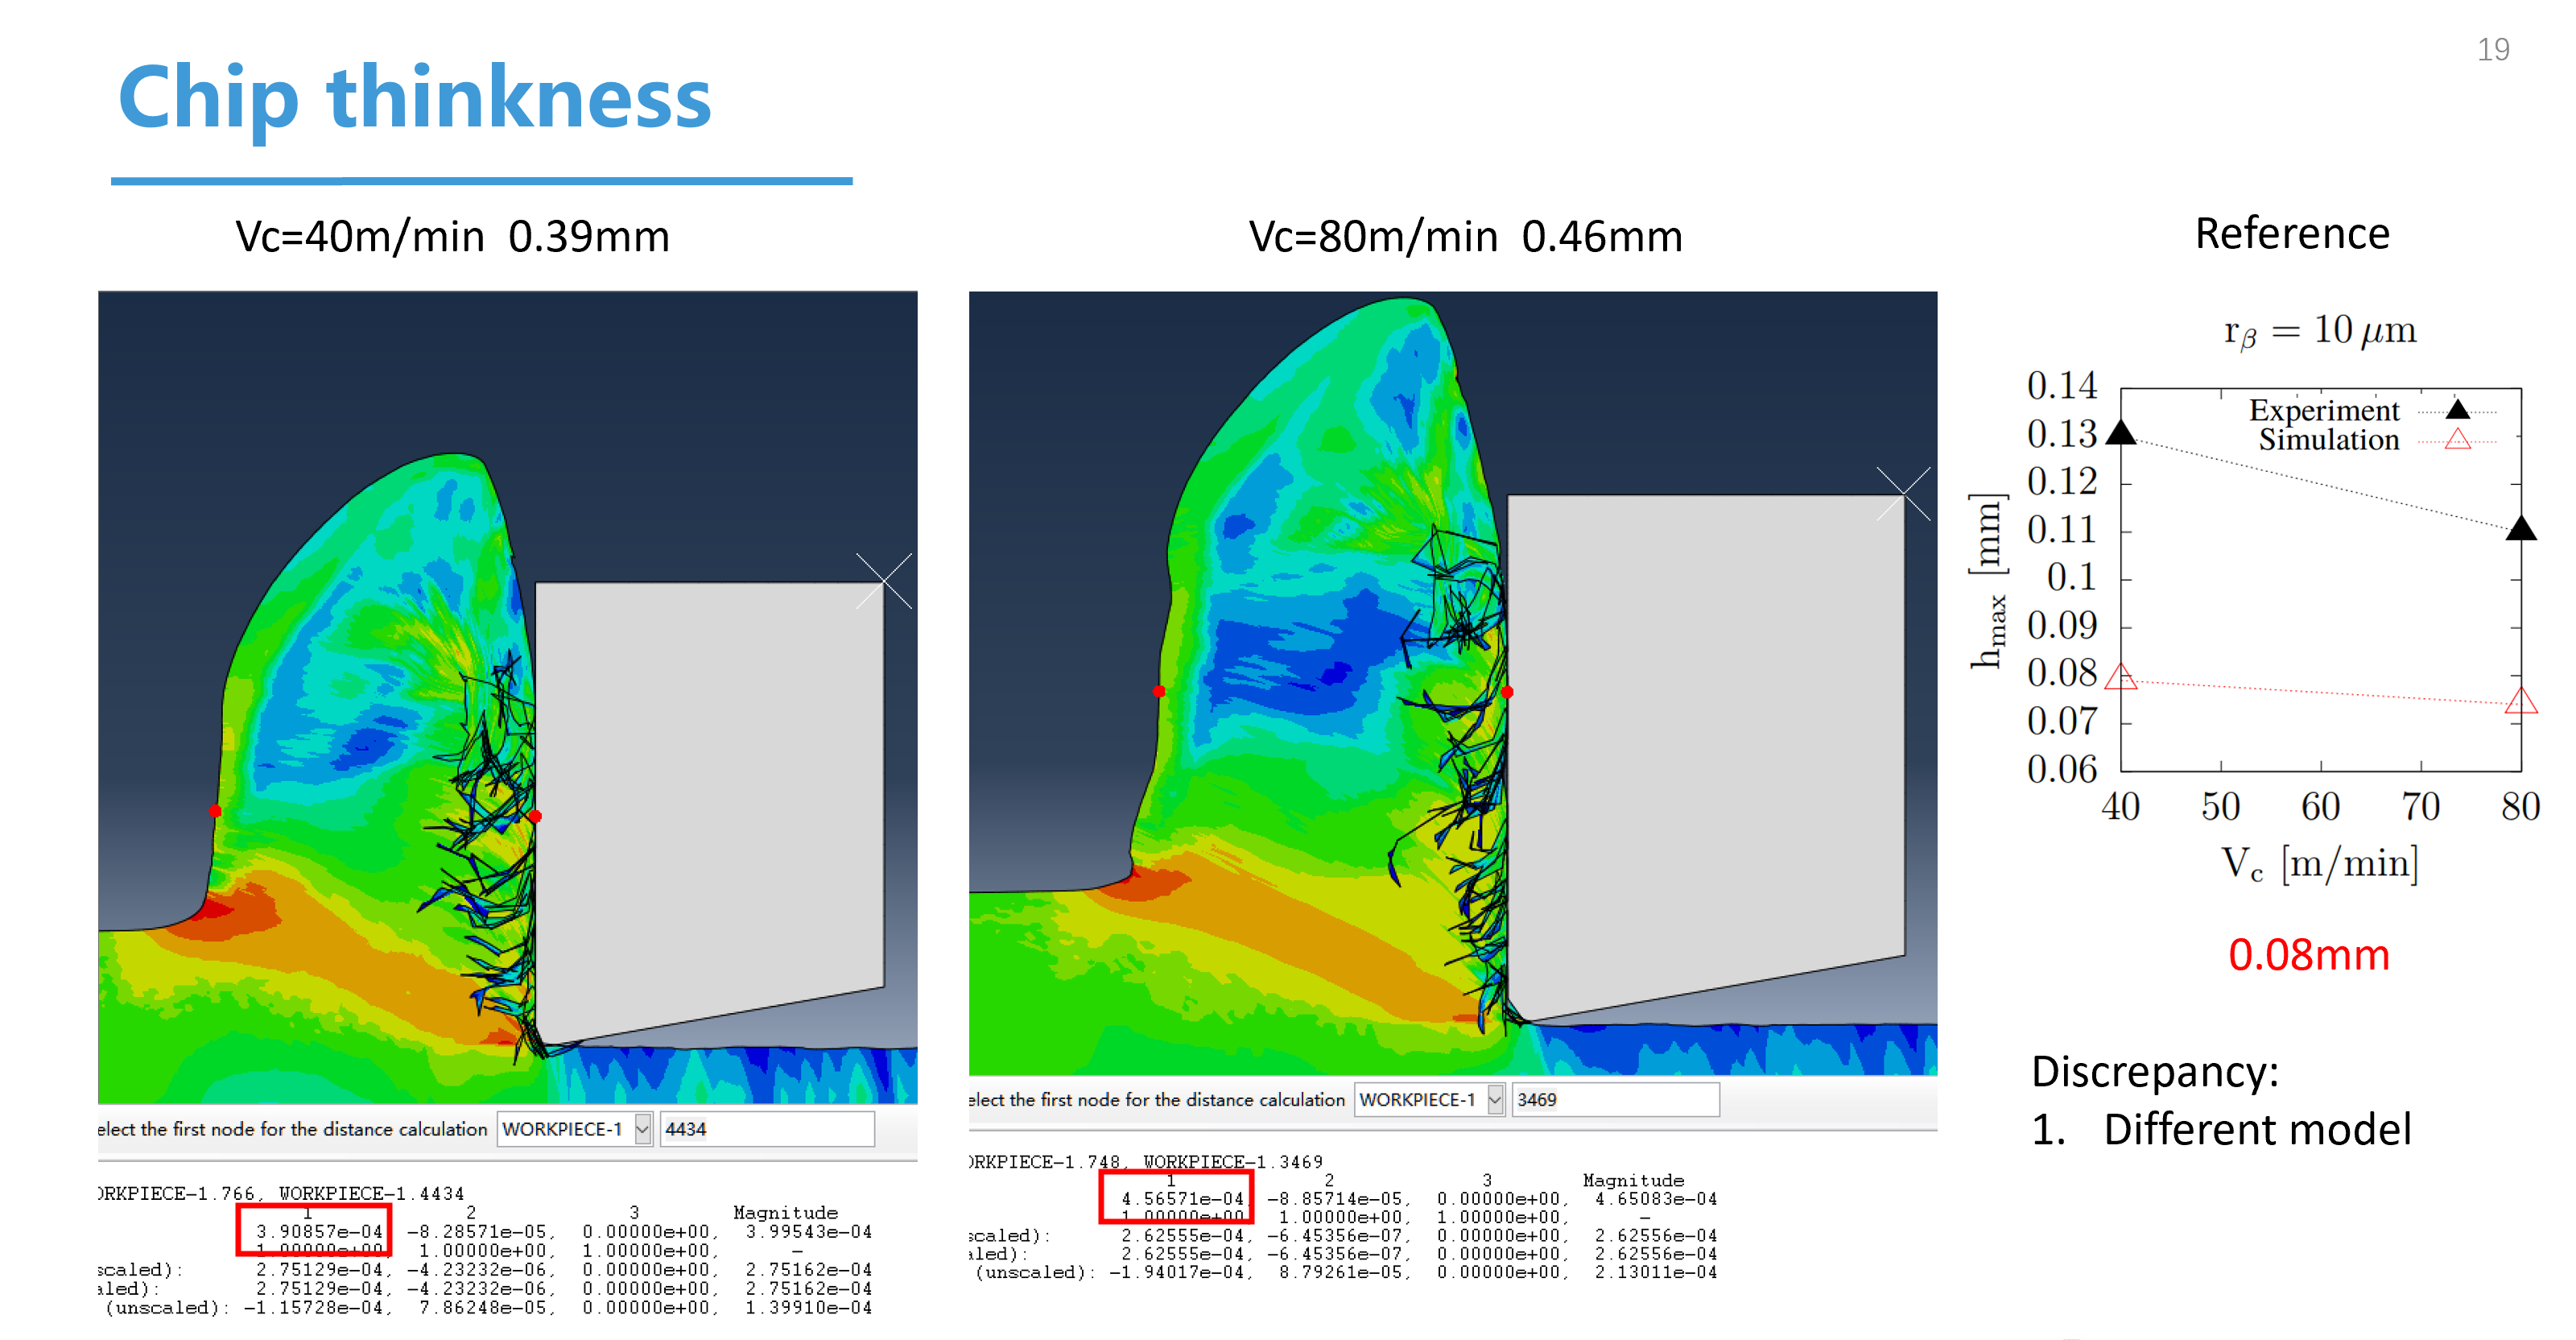 19
Chip thinkness
Vc=40m/min 0.39mm
elect the first node for the distance calculation WORKPIECE-1 4434
ORKPIECE-1.766, WORKPIECE-1.4434
1 2 3 Magnitude
3.90857e-04 -8.28571e-05, 0.00000e+00, 3.99543e-04
1.00000e+00, 1.00000e+00, 1.00000e+00, -
scaled): 2.75129e-04, -4.23232e-06, 0.00000e+00, 2.75162e-04
aled): 2.75129e-04, -4.23232e-06, 0.00000e+00, 2.75162e-04
(unscaled): -1.15728e-04, 7.86248e-05, 0.00000e+00, 1.39910e-04
Vc=80m/min 0.46mm
elect the first node for the distance calculation WORKPIECE-1 3469
ORKPIECE-1.748, WORKPIECE-1.3469
1 2 3 Magnitude
4.56571e-04, -8.85714e-05, 0.00000e+00, 4.65083e-04
1.00000e+00, 1.00000e+00, 1.00000e+00, -
scaled): 2.62555e-04, -6.45356e-07, 0.00000e+00, 2.62556e-04
aled): 2.62555e-04, -6.45356e-07, 0.00000e+00, 2.62556e-04
(unscaled): -1.94017e-04, 8.79261e-05, 0.00000e+00, 2.13011e-04
Reference
rβ = 10 μm
Experiment
Simulation
0.14
0.13
0.12
0.11
0.1
0.09
0.08
0.07
0.06
hmax [mm]
40 50 60 70 80
Vc [m/min]
0.08mm
Discrepancy:
1. Different model